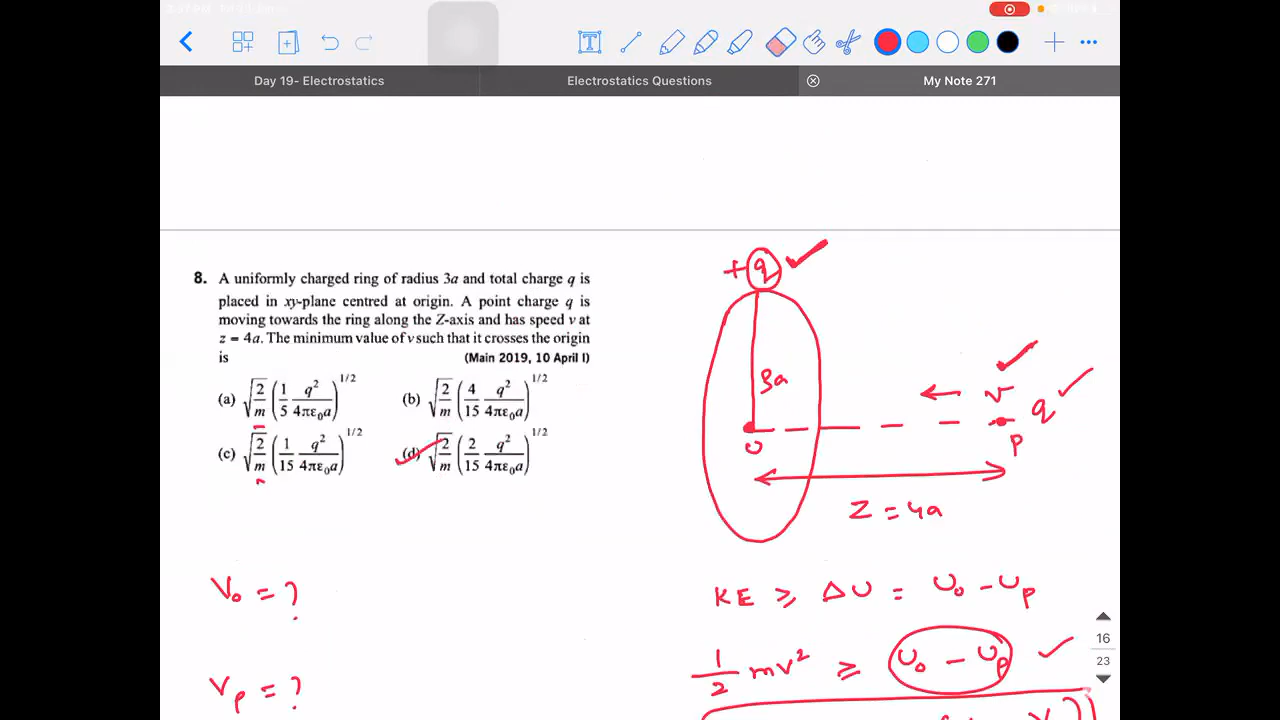 Day 19- Electrostatics
Electrostatics Questions
My Note 271
8. A uniformly charged ring of radius 3a and total charge q is
placed in xy-plane centred at origin. A point charge q is
moving towards the ring along the Z-axis and has speed v at
z = 4a. The minimum value of v such that it crosses the origin
is (Main 2019, 10 April I)
(a) √(2/m) (1/5 q²/4πε₀a)^1/2 (b) √(2/m) (4/15 q²/4πε₀a)^1/2
(c) √(2/m) (1/15 q²/4πε₀a)^1/2 (d) √(2/m) (2/15 q²/4πε₀a)^1/2
+q
3a
v
q
O
P
Z = 4a
V₀ = ?
KE ≥ ΔU = U₀ - Up
1/2 mv² ≥ U₀ - Up
Vp = ?
16
23